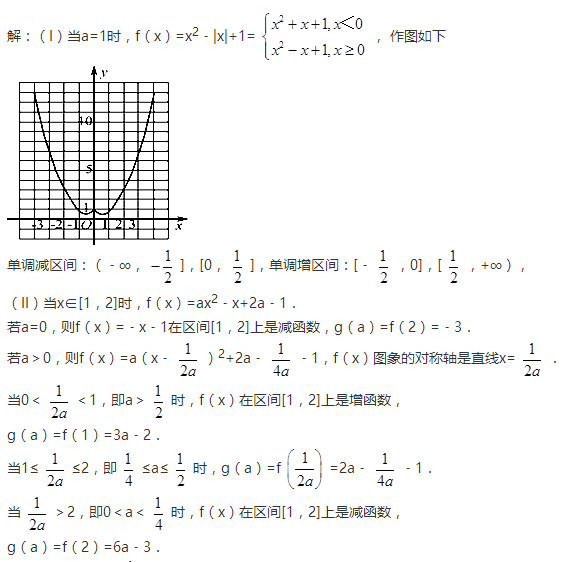 解：（I）当a=1时，f（x）=x²﹣|x|+1= { x²+x+1, x<0 x²−x+1, x≥0 ，作图如下
y
10
5
1
-3 -2 -1 O 1 2 3 x
单调减区间：（﹣∞， −1/2 ]，[0， 1/2 ]，单调增区间：[﹣ 1/2 ，0]，[ 1/2 ，+∞），
（II）当x∈[1，2]时，f（x）=ax²﹣x+2a﹣1．
若a=0，则f（x）=﹣x﹣1在区间[1，2]上是减函数，g（a）=f（2）=﹣3．
若a＞0，则f（x）=a（x﹣ 1/2a ）²+2a﹣ 1/4a ﹣1，f（x）图象的对称轴是直线x= 1/2a ．
当0＜ 1/2a ＜1，即a＞ 1/2 时，f（x）在区间[1，2]上是增函数，
g（a）=f（1）=3a﹣2．
当1≤ 1/2a ≤2，即 1/4 ≤a≤ 1/2 时，g（a）=f (1/2a) =2a﹣ 1/4a ﹣1．
当 1/2a ＞2，即0＜a＜ 1/4 时，f（x）在区间[1，2]上是减函数，
g（a）=f（2）=6a﹣3．